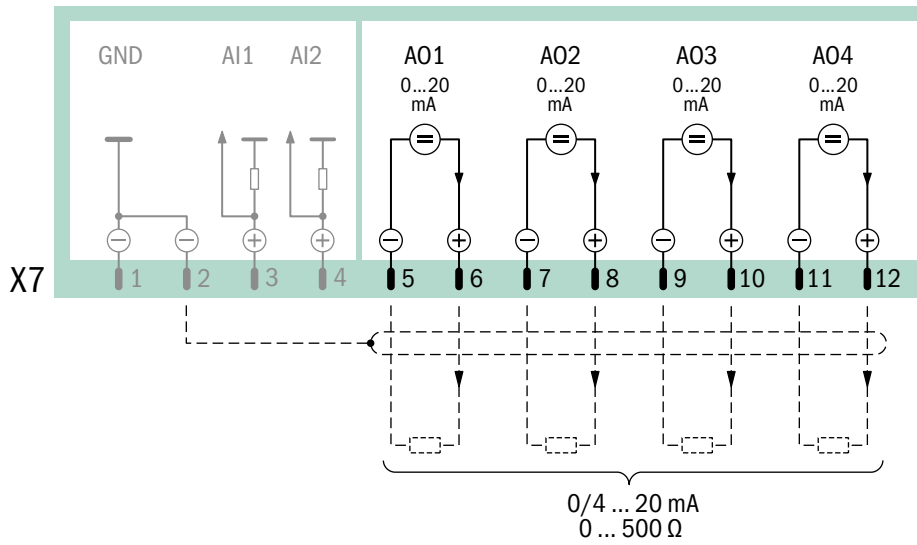 GND AI1 AI2 AO1 AO2 AO3 AO4
0...20 0...20 0...20 0...20
mA mA mA mA
X7 1 2 3 4 5 6 7 8 9 10 11 12
0/4 ... 20 mA
0 ... 500 Ω